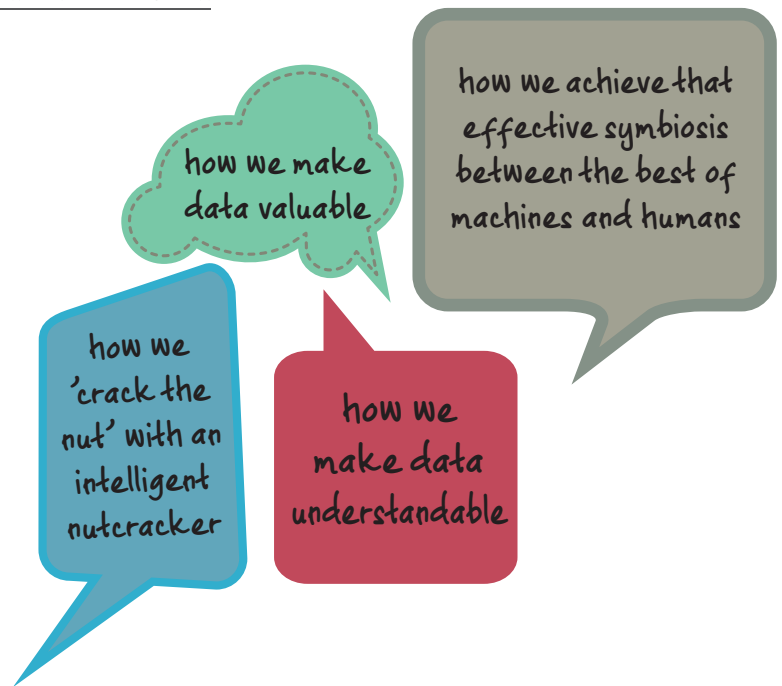 how we make
data valuable
how we achieve that
effective symbiosis
between the best of
machines and humans
how we
'crack the
nut' with an
intelligent
nutcracker
how we
make data
understandable